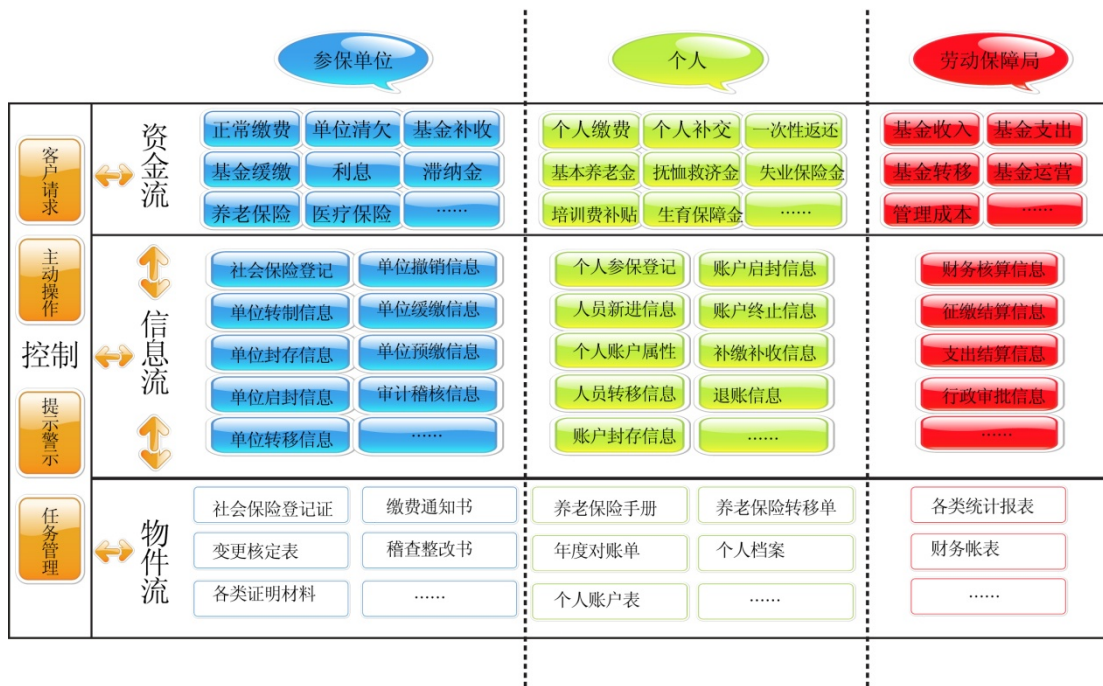 参保单位
个人
劳动保障局
控制
客户请求
主动操作
提示警示
任务管理
资金流
正常缴费 单位清欠 基金补收
基金缓缴 利息 滞纳金
养老保险 医疗保险 ……
个人缴费 个人补交 一次性返还
基本养老金 抚恤救济金 失业保险金
培训费补贴 生育保障金 ……
基金收入 基金支出
基金转移 基金运营
管理成本 ……
信息流
社会保险登记 单位撤销信息
单位转制信息 单位缓缴信息
单位封存信息 单位预缴信息
单位启封信息 审计稽核信息
单位转移信息 ……
个人参保登记 账户启封信息
人员新进信息 账户终止信息
个人账户属性 补缴补收信息
人员转移信息 退账信息
账户封存信息 ……
财务核算信息
征缴结算信息
支出结算信息
行政审批信息
……
物件流
社会保险登记证 缴费通知书
变更核定表 稽查整改书
各类证明材料 ……
养老保险手册 养老保险转移单
年度对账单 个人档案
个人账户表 ……
各类统计报表
财务帐表
……